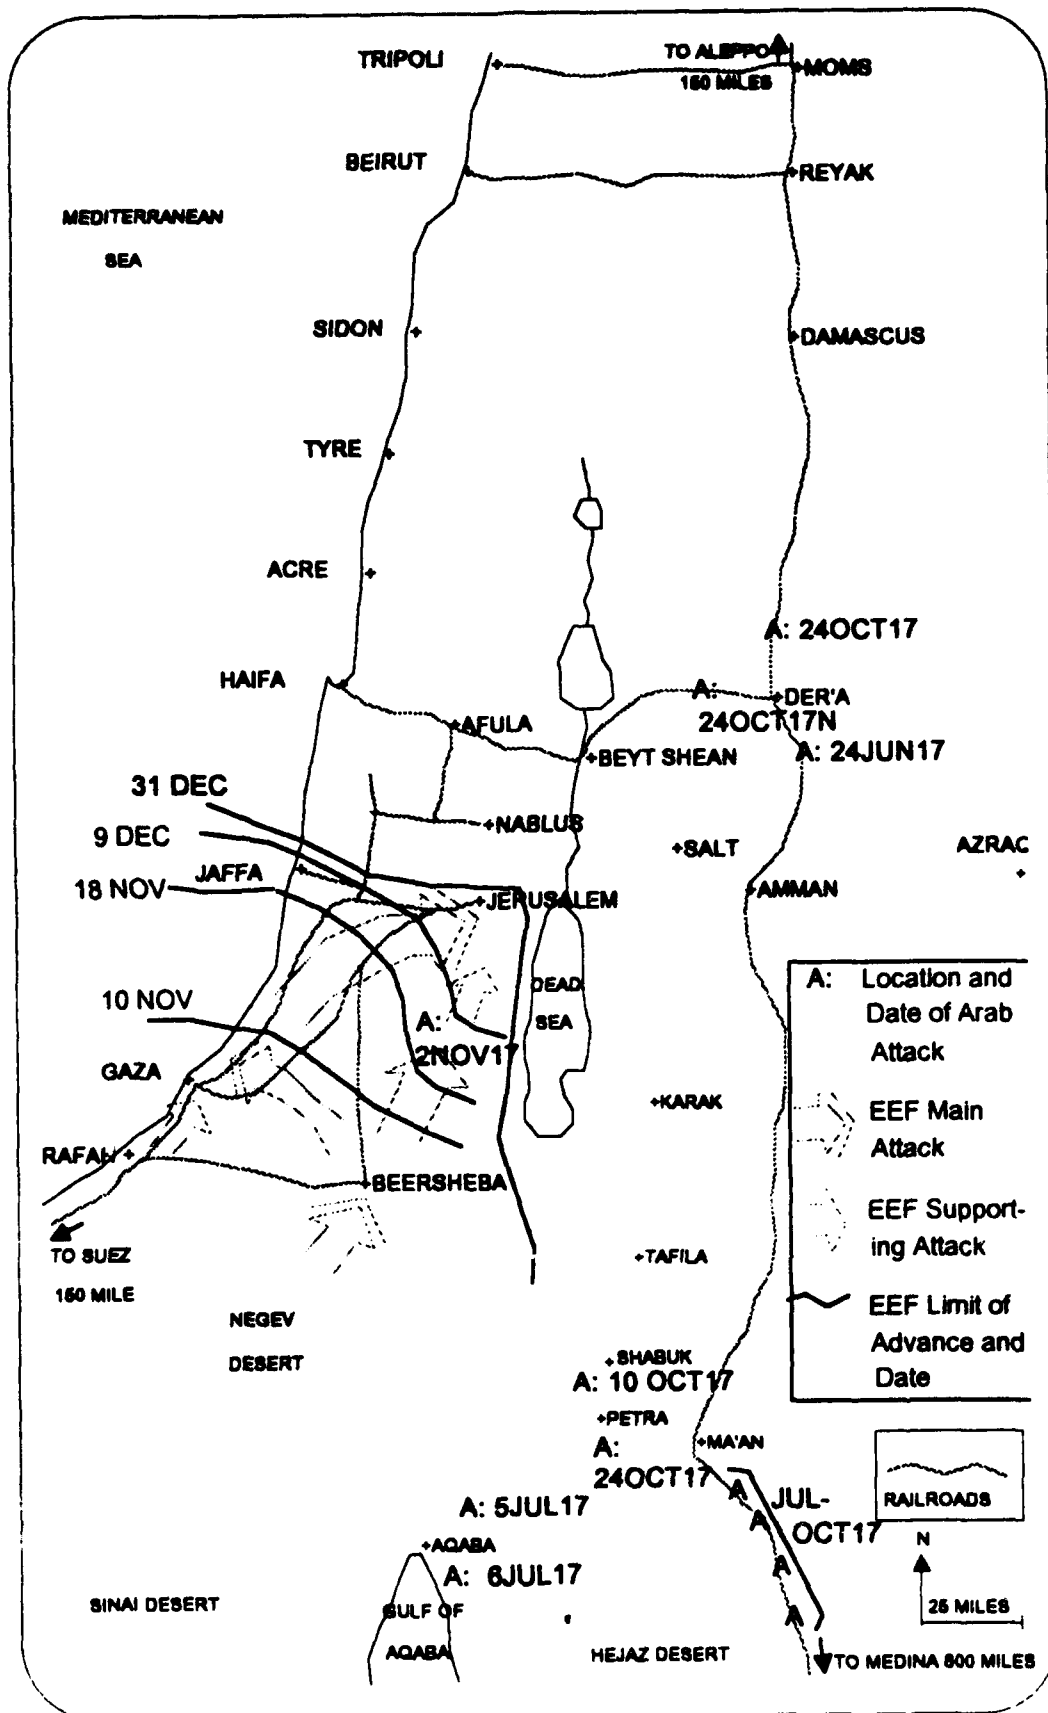 TRIPOLI
TO ALEPPO
150 MILES
MOMS
BEIRUT
REYAK
MEDITERRANEAN
SEA
SIDON
DAMASCUS
TYRE
ACRE
A: 24OCT17
HAIFA
A:
DER'A
24OCT17N
AFULA
BEYT SHEAN
A: 24JUN17
31 DEC
NABLUS
9 DEC
SALT
AZRAC
JAFFA
18 NOV
AMMAN
JERUSALEM
DEAD
SEA
10 NOV
A:
2NOV17
GAZA
KARAK
RAFAH
BEERSHEBA
TO SUEZ
150 MILE
TAFILA
NEGEV
DESERT
SHABUK
A: 10 OCT17
PETRA
A:
24OCT17
MA'AN
A: 5JUL17
AQABA
A: 6JUL17
GULF OF
AQABA
SINAI DESERT
HEJAZ DESERT
A
A
A
A
JUL-
OCT17
TO MEDINA 800 MILES
A: Location and
Date of Arab
Attack
EEF Main
Attack
EEF Support-
ing Attack
EEF Limit of
Advance and
Date
RAILROADS
N
25 MILES